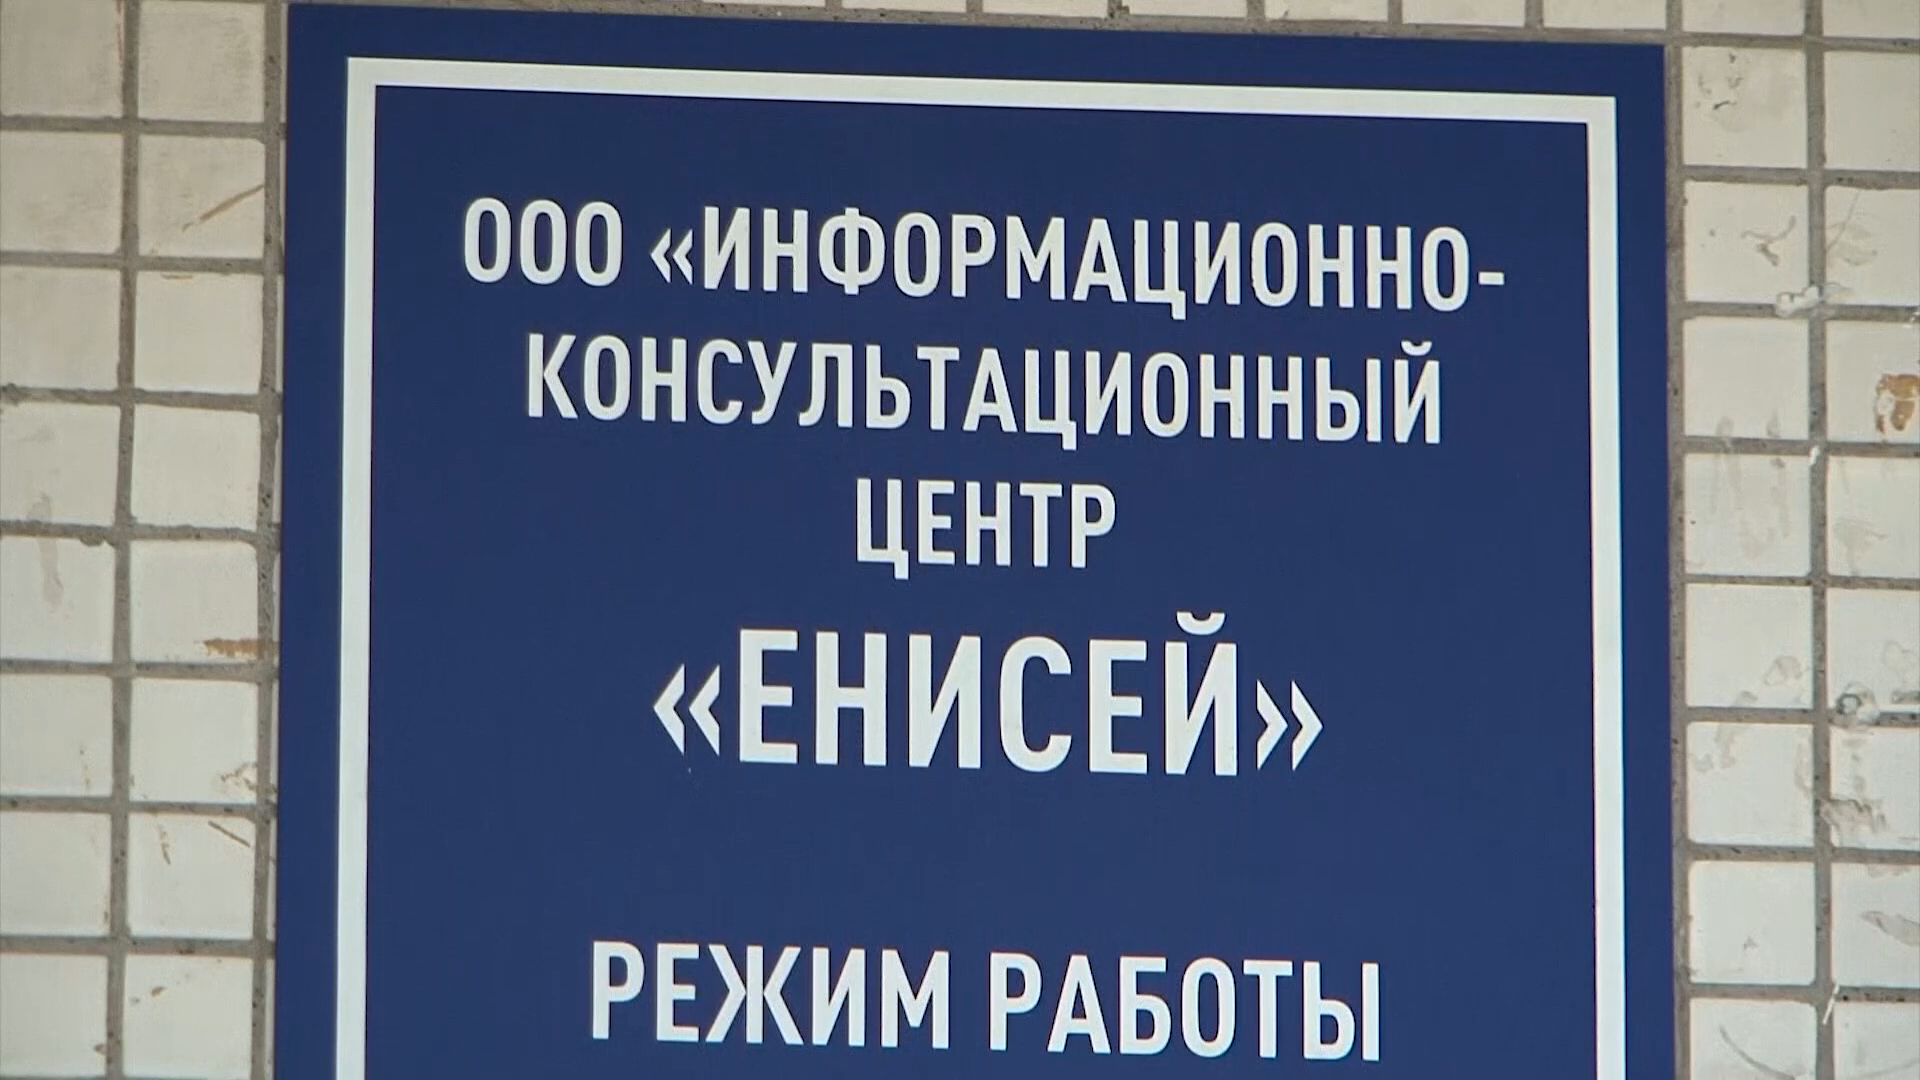 ООО «ИНФОРМАЦИОННО-
КОНСУЛЬТАЦИОННЫЙ
ЦЕНТР
«ЕНИСЕЙ»
РЕЖИМ РАБОТЫ